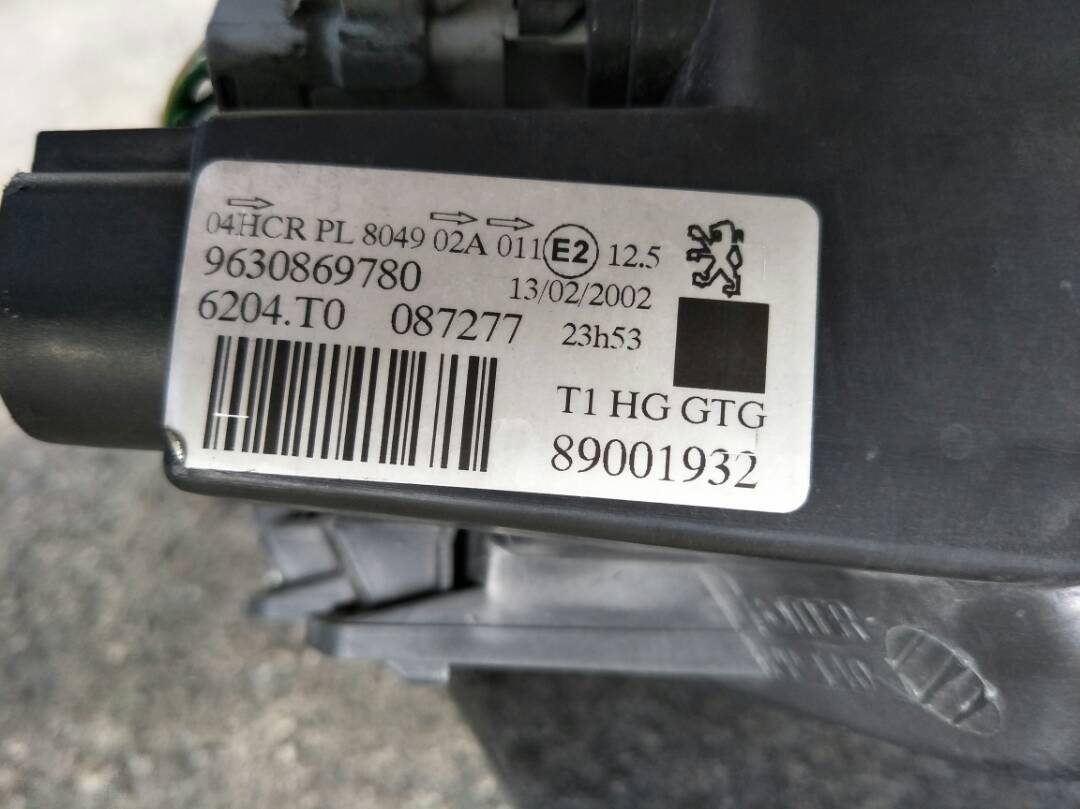 04HCR PL 8049 02A 011 E2 12.5
9630869780
13/02/2002
6204.T0 087277 23h53
T1 HG GTG
89001932